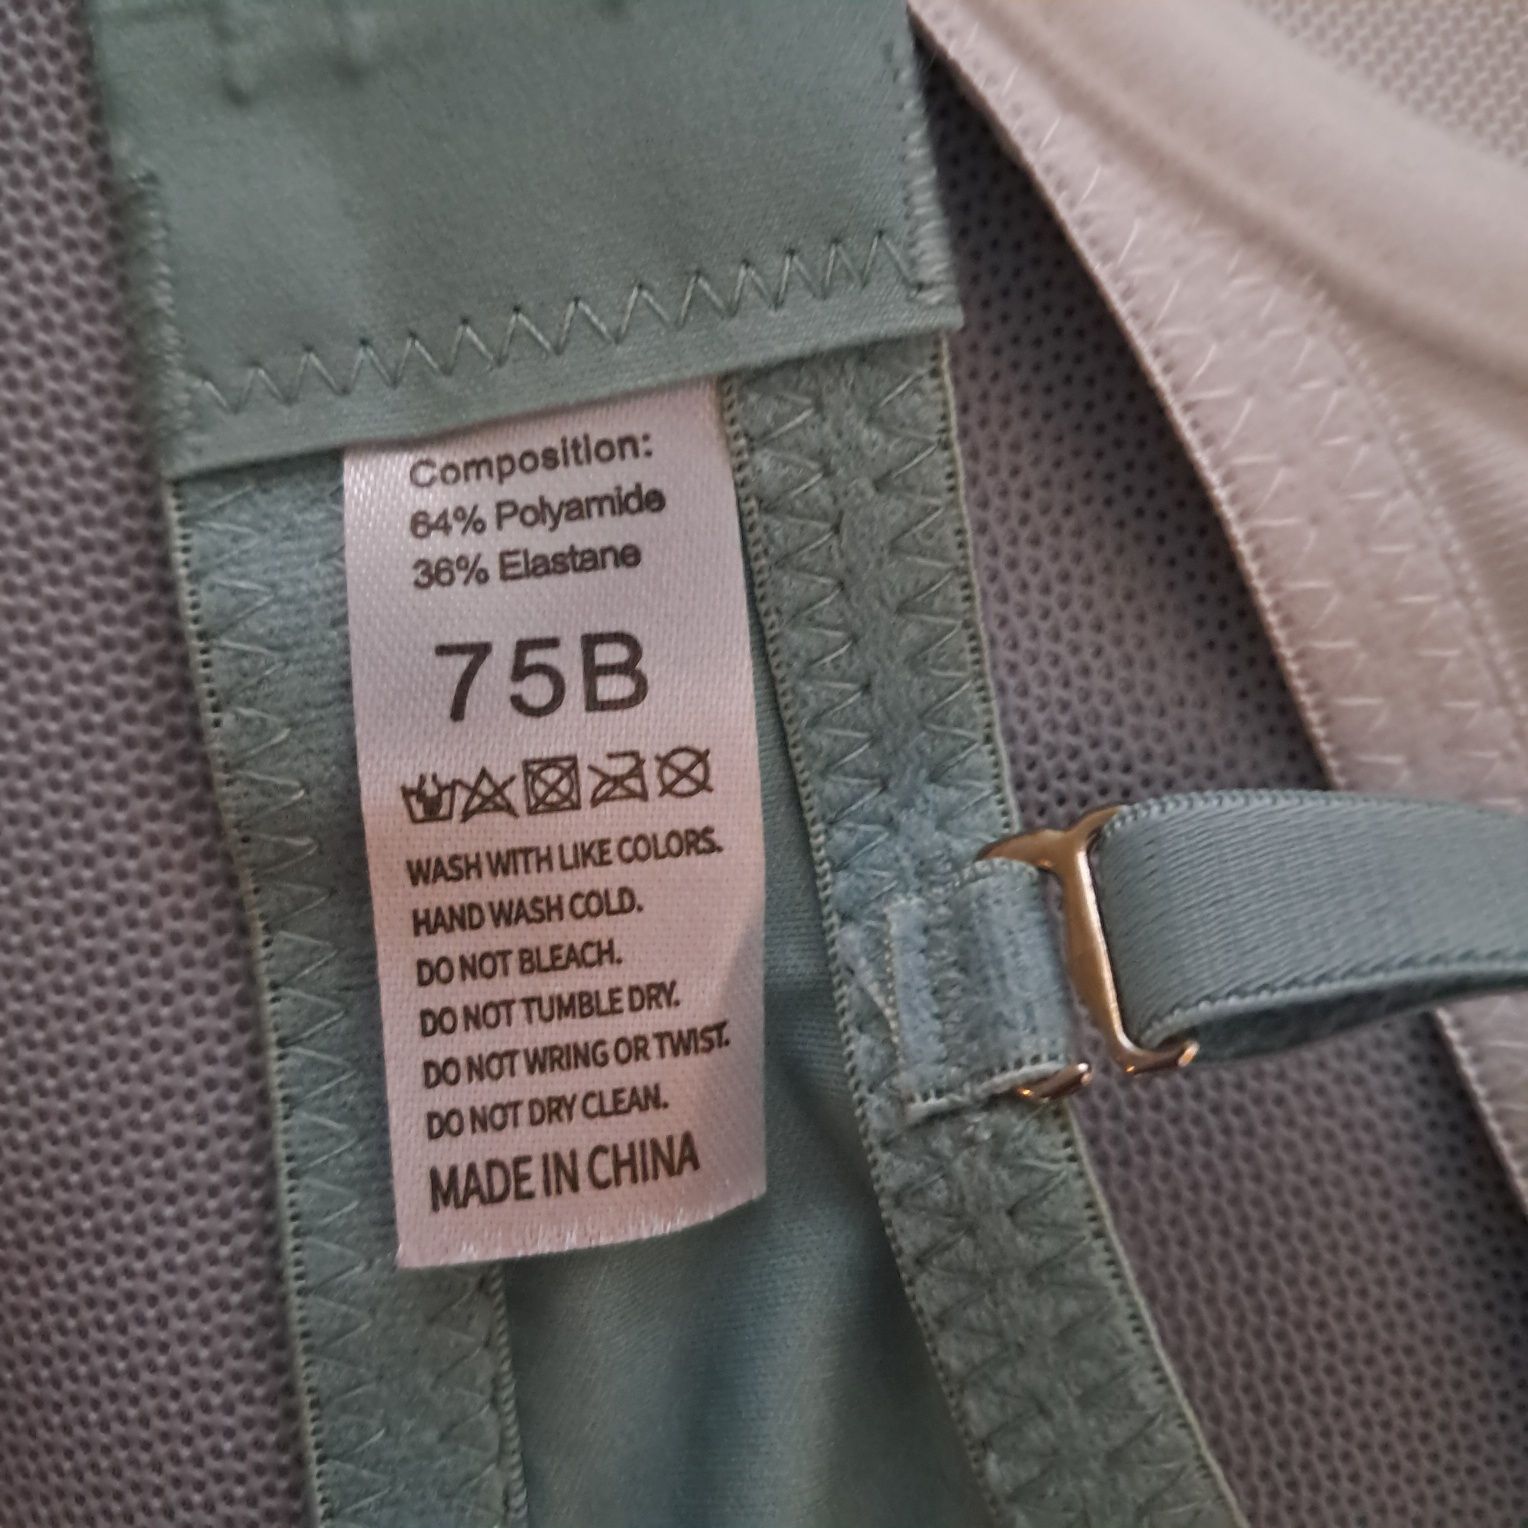 Composition:
64% Polyamide
36% Elastane
75B
WASH WITH LIKE COLORS.
HAND WASH COLD.
DO NOT BLEACH.
DO NOT TUMBLE DRY.
DO NOT WRING OR TWIST.
DO NOT DRY CLEAN.
MADE IN CHINA